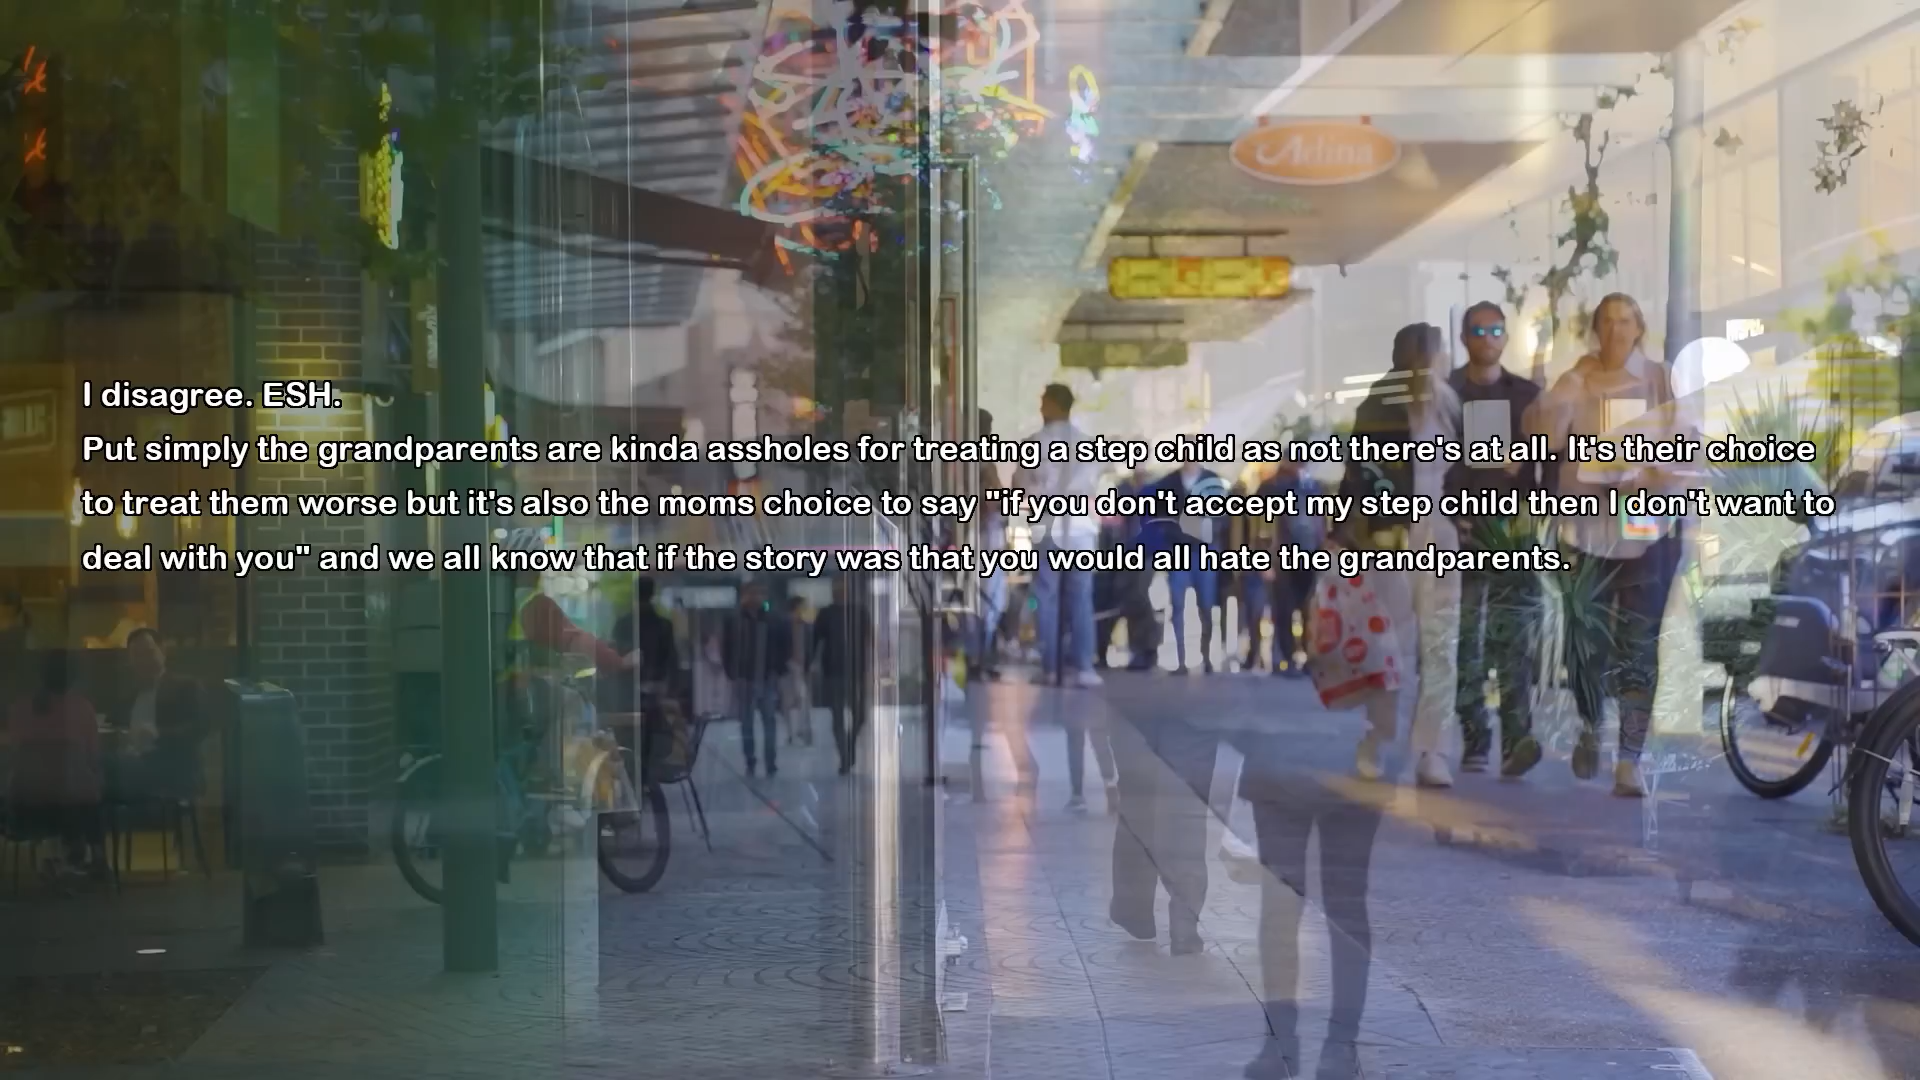 Adina
I disagree. ESH.
Put simply the grandparents are kinda assholes for treating a step child as not there's at all. It's their choice
to treat them worse but it's also the moms choice to say "if you don't accept my step child then I don't want to
deal with you" and we all know that if the story was that you would all hate the grandparents.